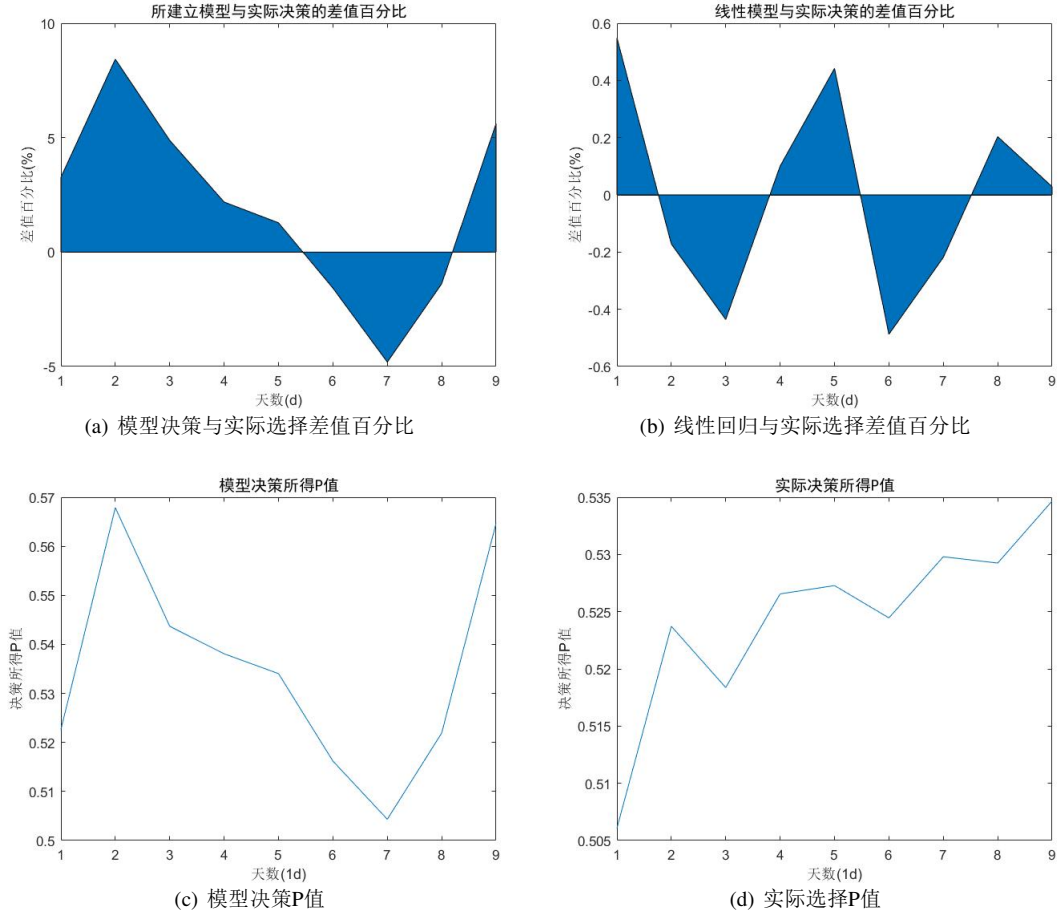 所建立模型与实际决策的差值百分比
10
5
0
-5
差值百分比(%)
1 2 3 4 5 6 7 8 9
天数(d)
(a) 模型决策与实际选择差值百分比
线性模型与实际决策的差值百分比
0.6
0.4
0.2
0
-0.2
-0.4
-0.6
差值百分比(%)
1 2 3 4 5 6 7 8 9
天数(d)
(b) 线性回归与实际选择差值百分比
模型决策所得P值
0.57
0.56
0.55
0.54
0.53
0.52
0.51
0.5
决策所得P值
1 2 3 4 5 6 7 8 9
天数(1d)
(c) 模型决策P值
实际决策所得P值
0.535
0.53
0.525
0.52
0.515
0.51
0.505
决策所得P值
1 2 3 4 5 6 7 8 9
天数(1d)
(d) 实际选择P值